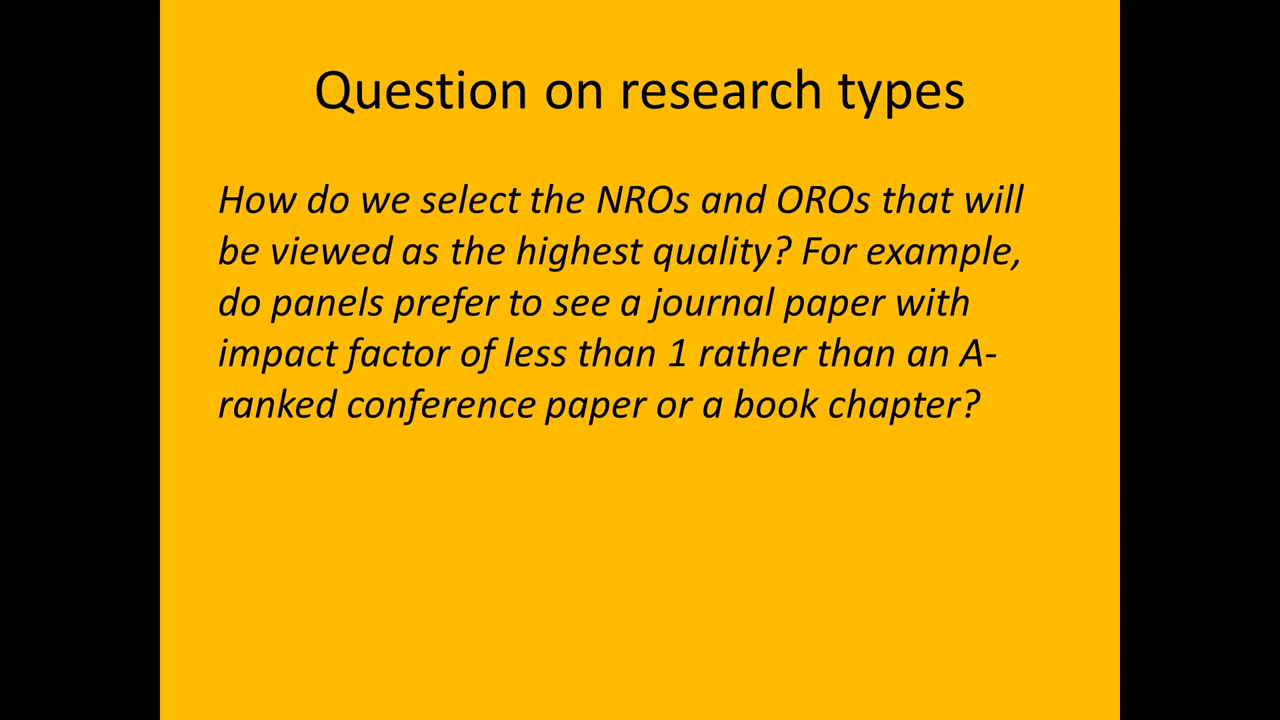 Question on research types
How do we select the NROs and OROs that will
be viewed as the highest quality? For example,
do panels prefer to see a journal paper with
impact factor of less than 1 rather than an A-
ranked conference paper or a book chapter?